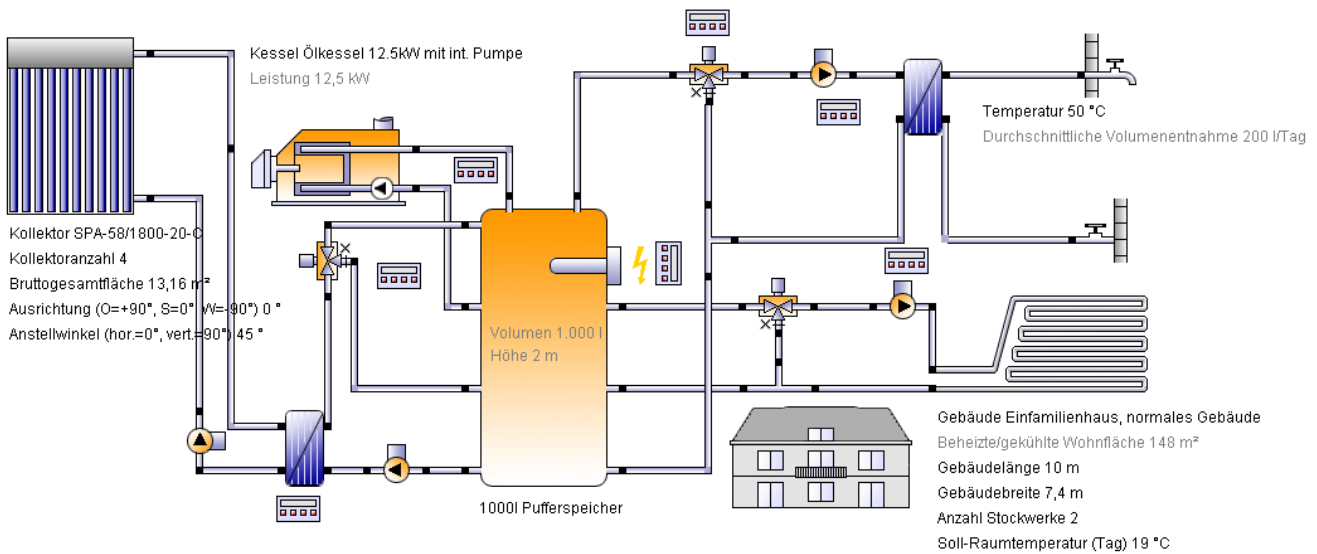 Kessel Ölkessel 12.5kW mit int. Pumpe
Leistung 12,5 kW
Temperatur 50 °C
Durchschnittliche Volumenentnahme 200 l/Tag
Kollektor SPA-58/1800-20-C
Kollektoranzahl 4
Bruttogesamtfläche 13,16 m²
Ausrichtung (O=+90°, S=0°, W=-90°) 0 °
Anstellwinkel (hor.=0°, vert.=90°) 45 °
Volumen 1.000 l
Höhe 2 m
1000l Pufferspeicher
Gebäude Einfamilienhaus, normales Gebäude
Beheizte/gekühlte Wohnfläche 148 m²
Gebäudelänge 10 m
Gebäudebreite 7,4 m
Anzahl Stockwerke 2
Soll-Raumtemperatur (Tag) 19 °C